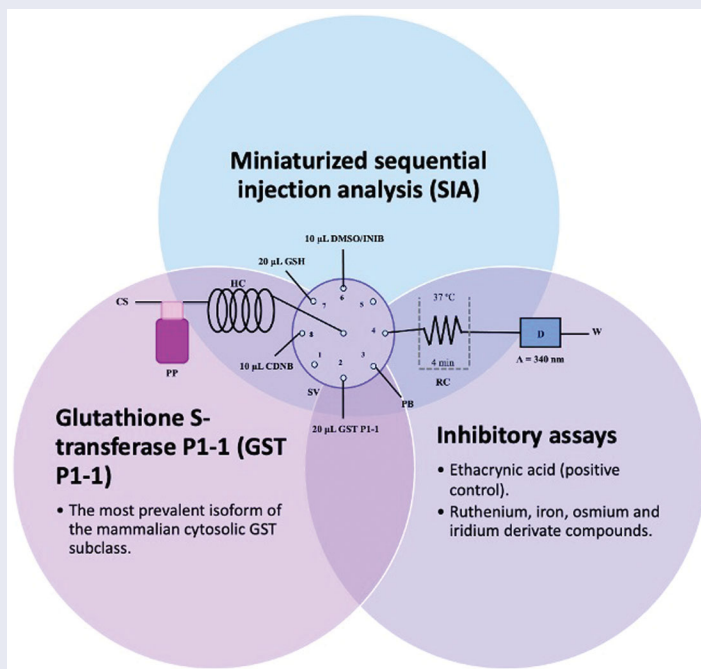 Miniaturized sequential
injection analysis (SIA)
10 µL DMSO/INIB
20 µL GSH
HC
CS
PP
10 µL CDNB
1
2
3
4
5
6
7
8
SV
20 µL GST P1-1
PB
37 °C
4 min
RC
D
W
Λ = 340 nm
Glutathione S-
transferase P1-1 (GST
P1-1)
• The most prevalent isoform of
the mammalian cytosolic GST
subclass.
Inhibitory assays
• Ethacrynic acid (positive
control).
• Ruthenium, iron, osmium and
iridium derivate compounds.